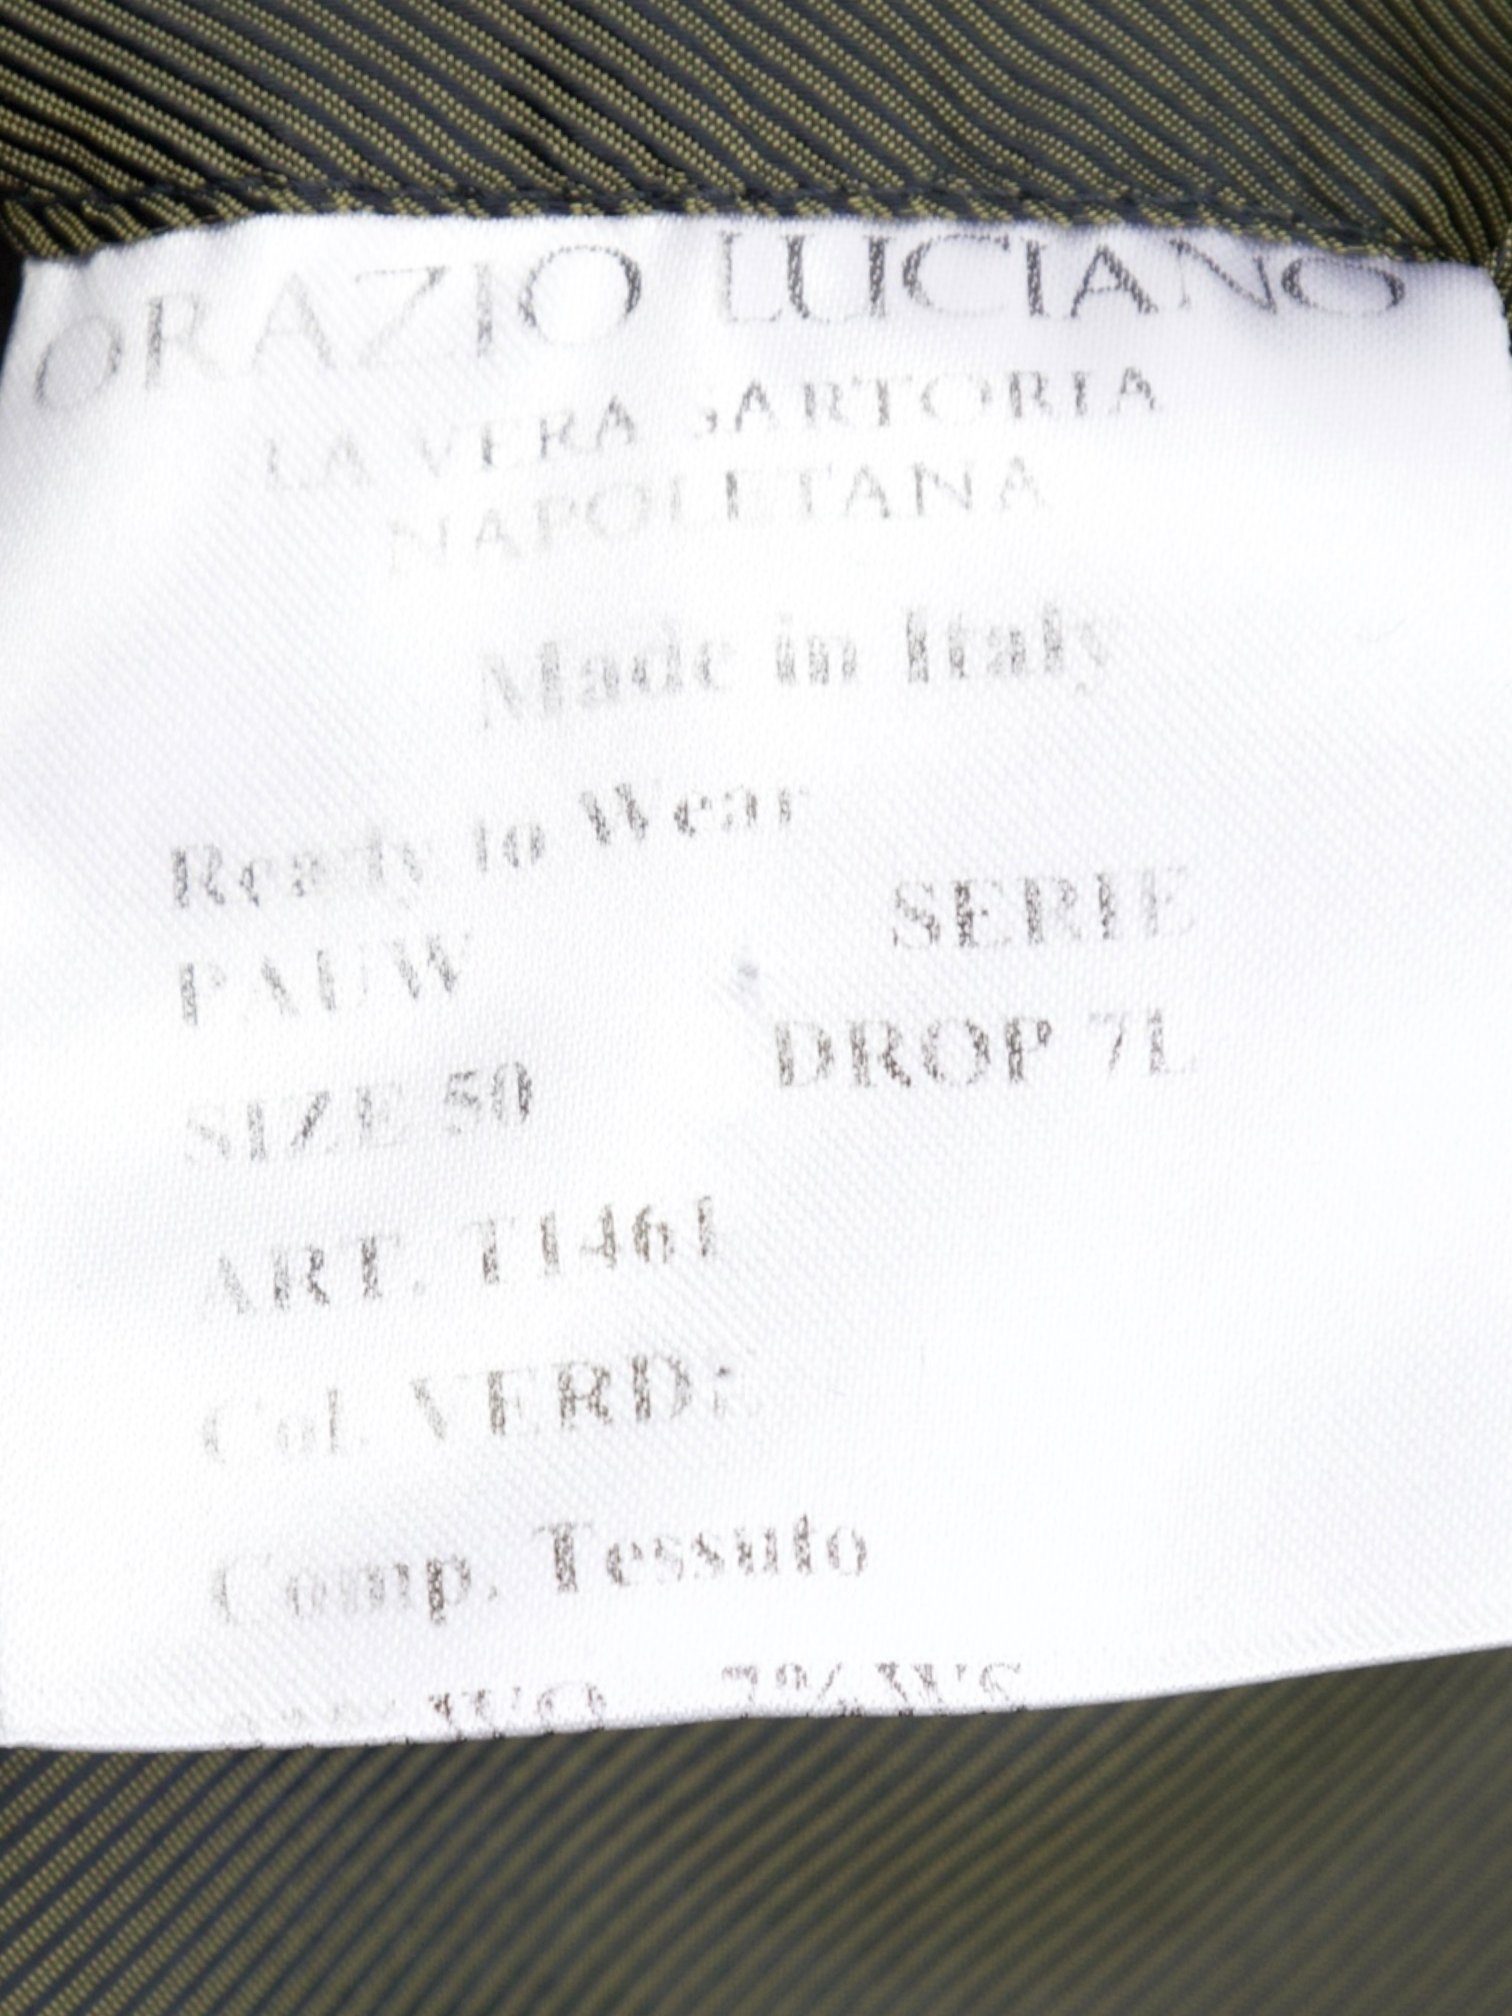 ORAZIO LUCIANO
LA VERA SARTORIA
NAPOLETANA
Made in Italy
Ready to Wear
PAUW SERIE
SIZE 50 DROP 7L
ART. T1461
Col. VERDE
Comp. Tessuto